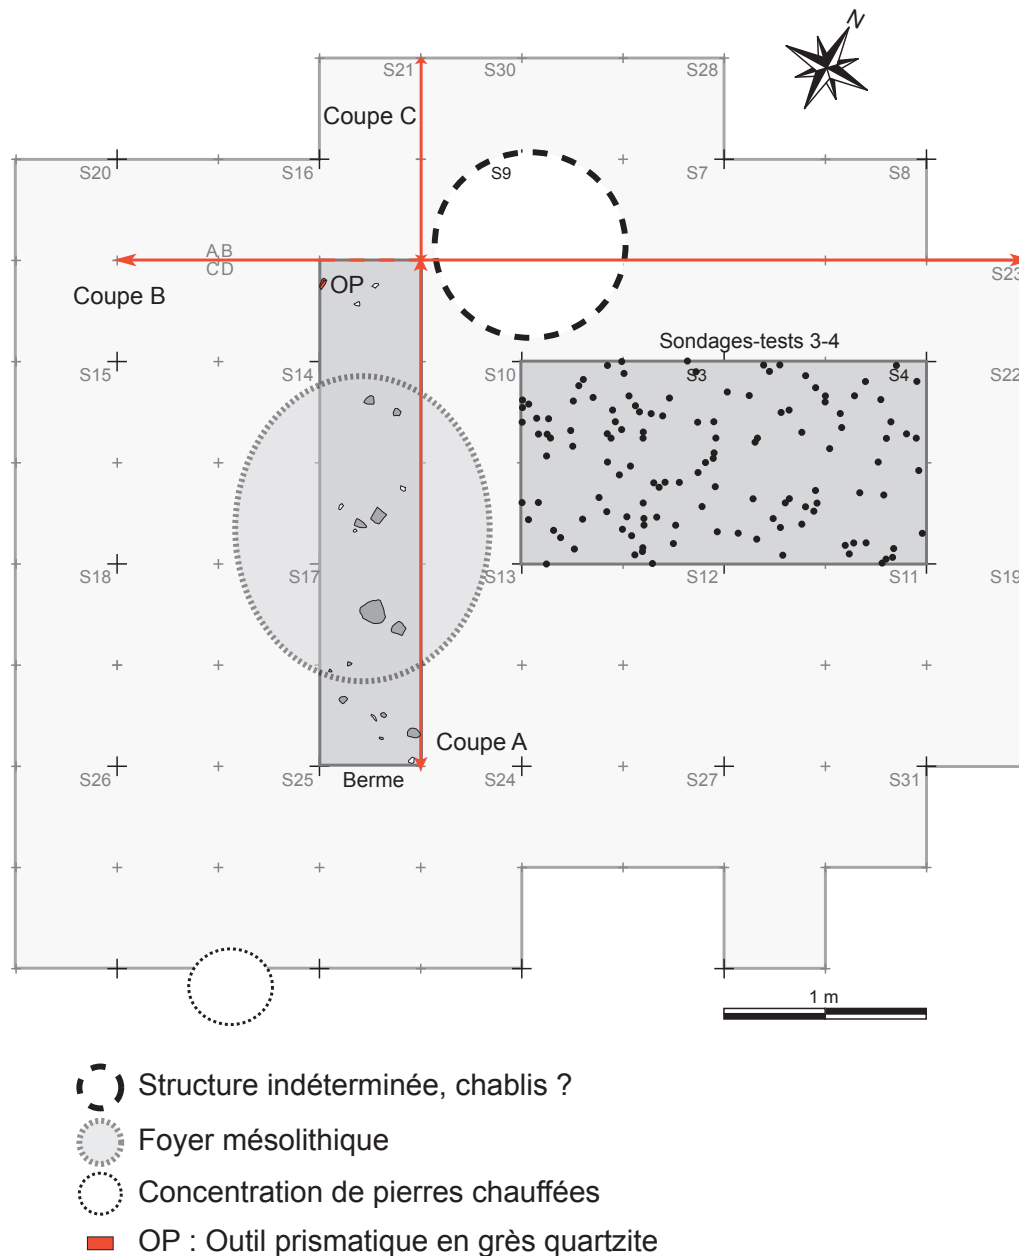 N
S21 S30 S28
Coupe C
S20 S16 S9 S7 S8
A,B
C,D
S23
Coupe B
OP
Sondages-tests 3-4
S15 S14 S10 S3 S4 S22
S18 S17 S13 S12 S11 S19
Coupe A
S26 S25 Berme S24 S27 S31
1 m
Structure indéterminée, chablis ?
Foyer mésolithique
Concentration de pierres chauffées
OP : Outil prismatique en grès quartzite